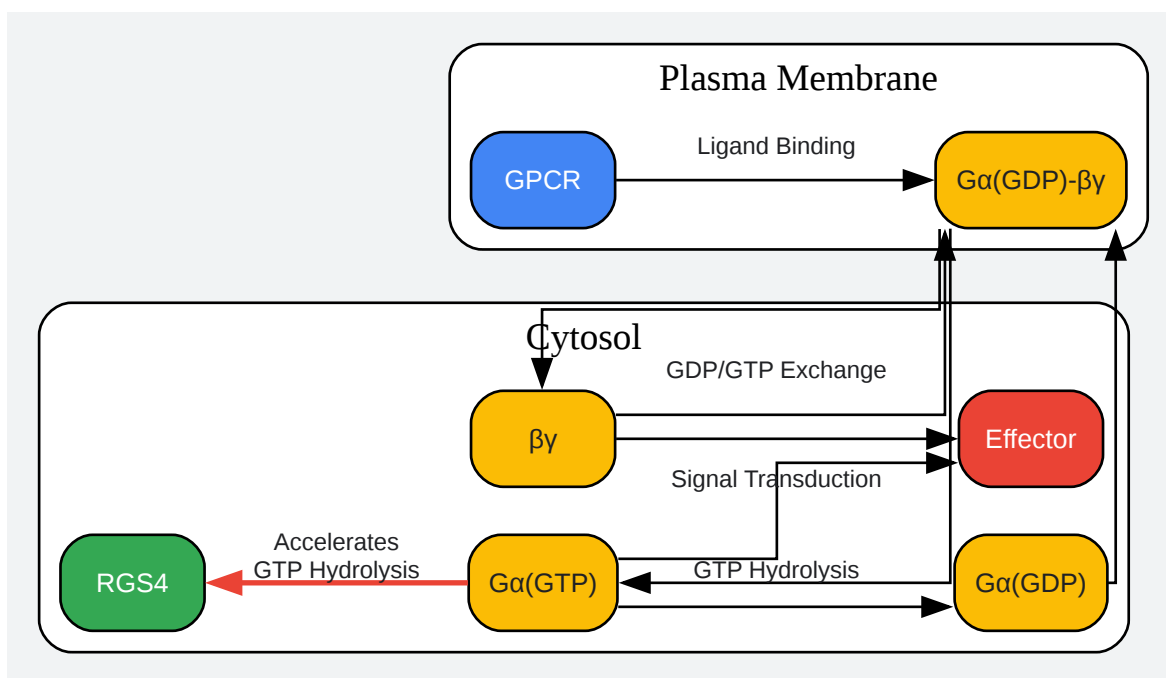 Plasma Membrane
Ligand Binding
GPCR
Gα(GDP)-βγ
Cytosol
GDP/GTP Exchange
βγ
Effector
Signal Transduction
Accelerates
GTP Hydrolysis
GTP Hydrolysis
RGS4
Gα(GTP)
Gα(GDP)